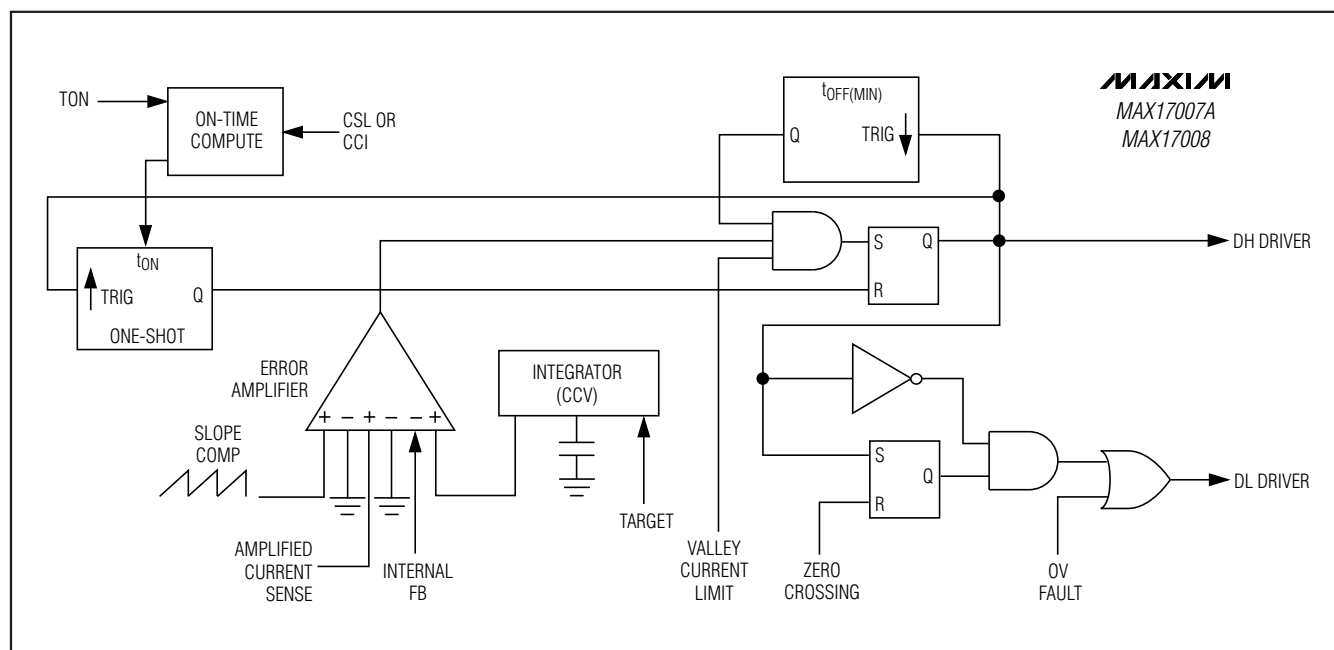 MAXIM
MAX17007A
MAX17008
TON
ON-TIME
COMPUTE
CSL OR
CCI
tOFF(MIN)
Q
TRIG
tON
TRIG
Q
ONE-SHOT
S
Q
R
DH DRIVER
ERROR
AMPLIFIER
+ − + − − +
INTEGRATOR
(CCV)
SLOPE
COMP
AMPLIFIED
CURRENT
SENSE
INTERNAL
FB
TARGET
VALLEY
CURRENT
LIMIT
S
Q
R
ZERO
CROSSING
OV
FAULT
DL DRIVER